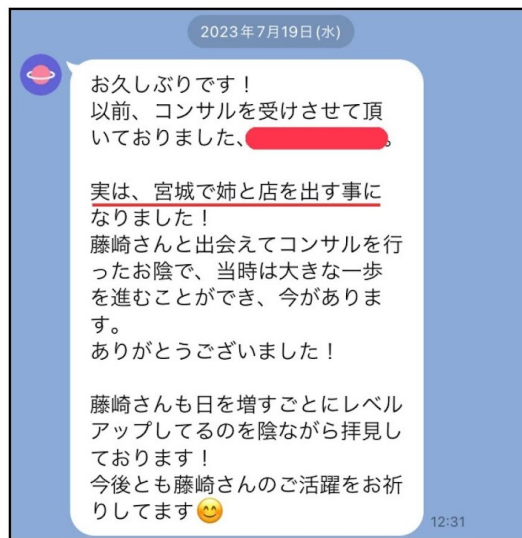 2023年7月19日(水)
お久しぶりです！
以前、コンサルを受けさせて頂
いておりました、
。
実は、宮城で姉と店を出す事に
なりました！
藤崎さんと出会えてコンサルを行
ったお陰で、当時は大きな一歩
を進むことができ、今がありま
す。
ありがとうございました！
藤崎さんも日を増すごとにレベル
アップしてるのを陰ながら拝見し
ております！
今後とも藤崎さんのご活躍をお祈
りしてます😊
12:31